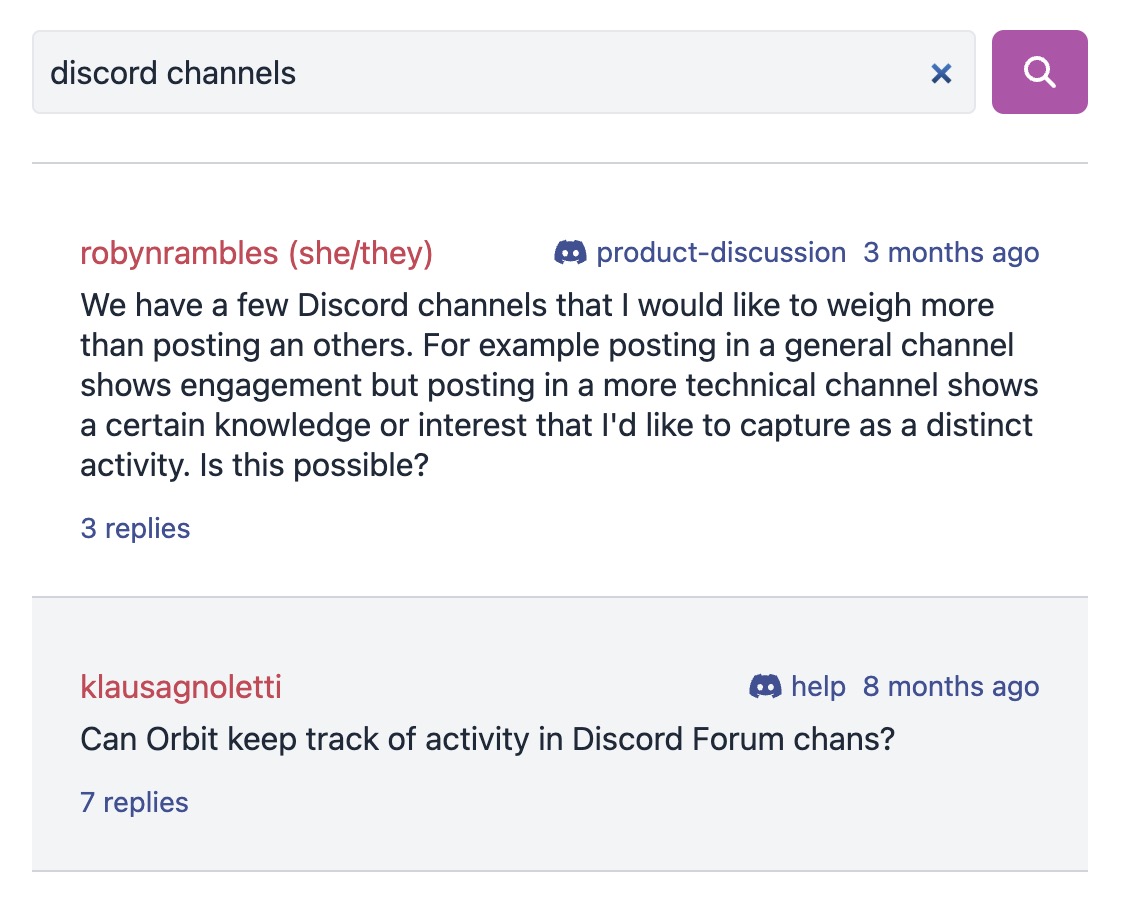 discord channels
robynrambles (she/they) product-discussion 3 months ago
We have a few Discord channels that I would like to weigh more
than posting an others. For example posting in a general channel
shows engagement but posting in a more technical channel shows
a certain knowledge or interest that I'd like to capture as a distinct
activity. Is this possible?
3 replies
klausagnoletti help 8 months ago
Can Orbit keep track of activity in Discord Forum chans?
7 replies